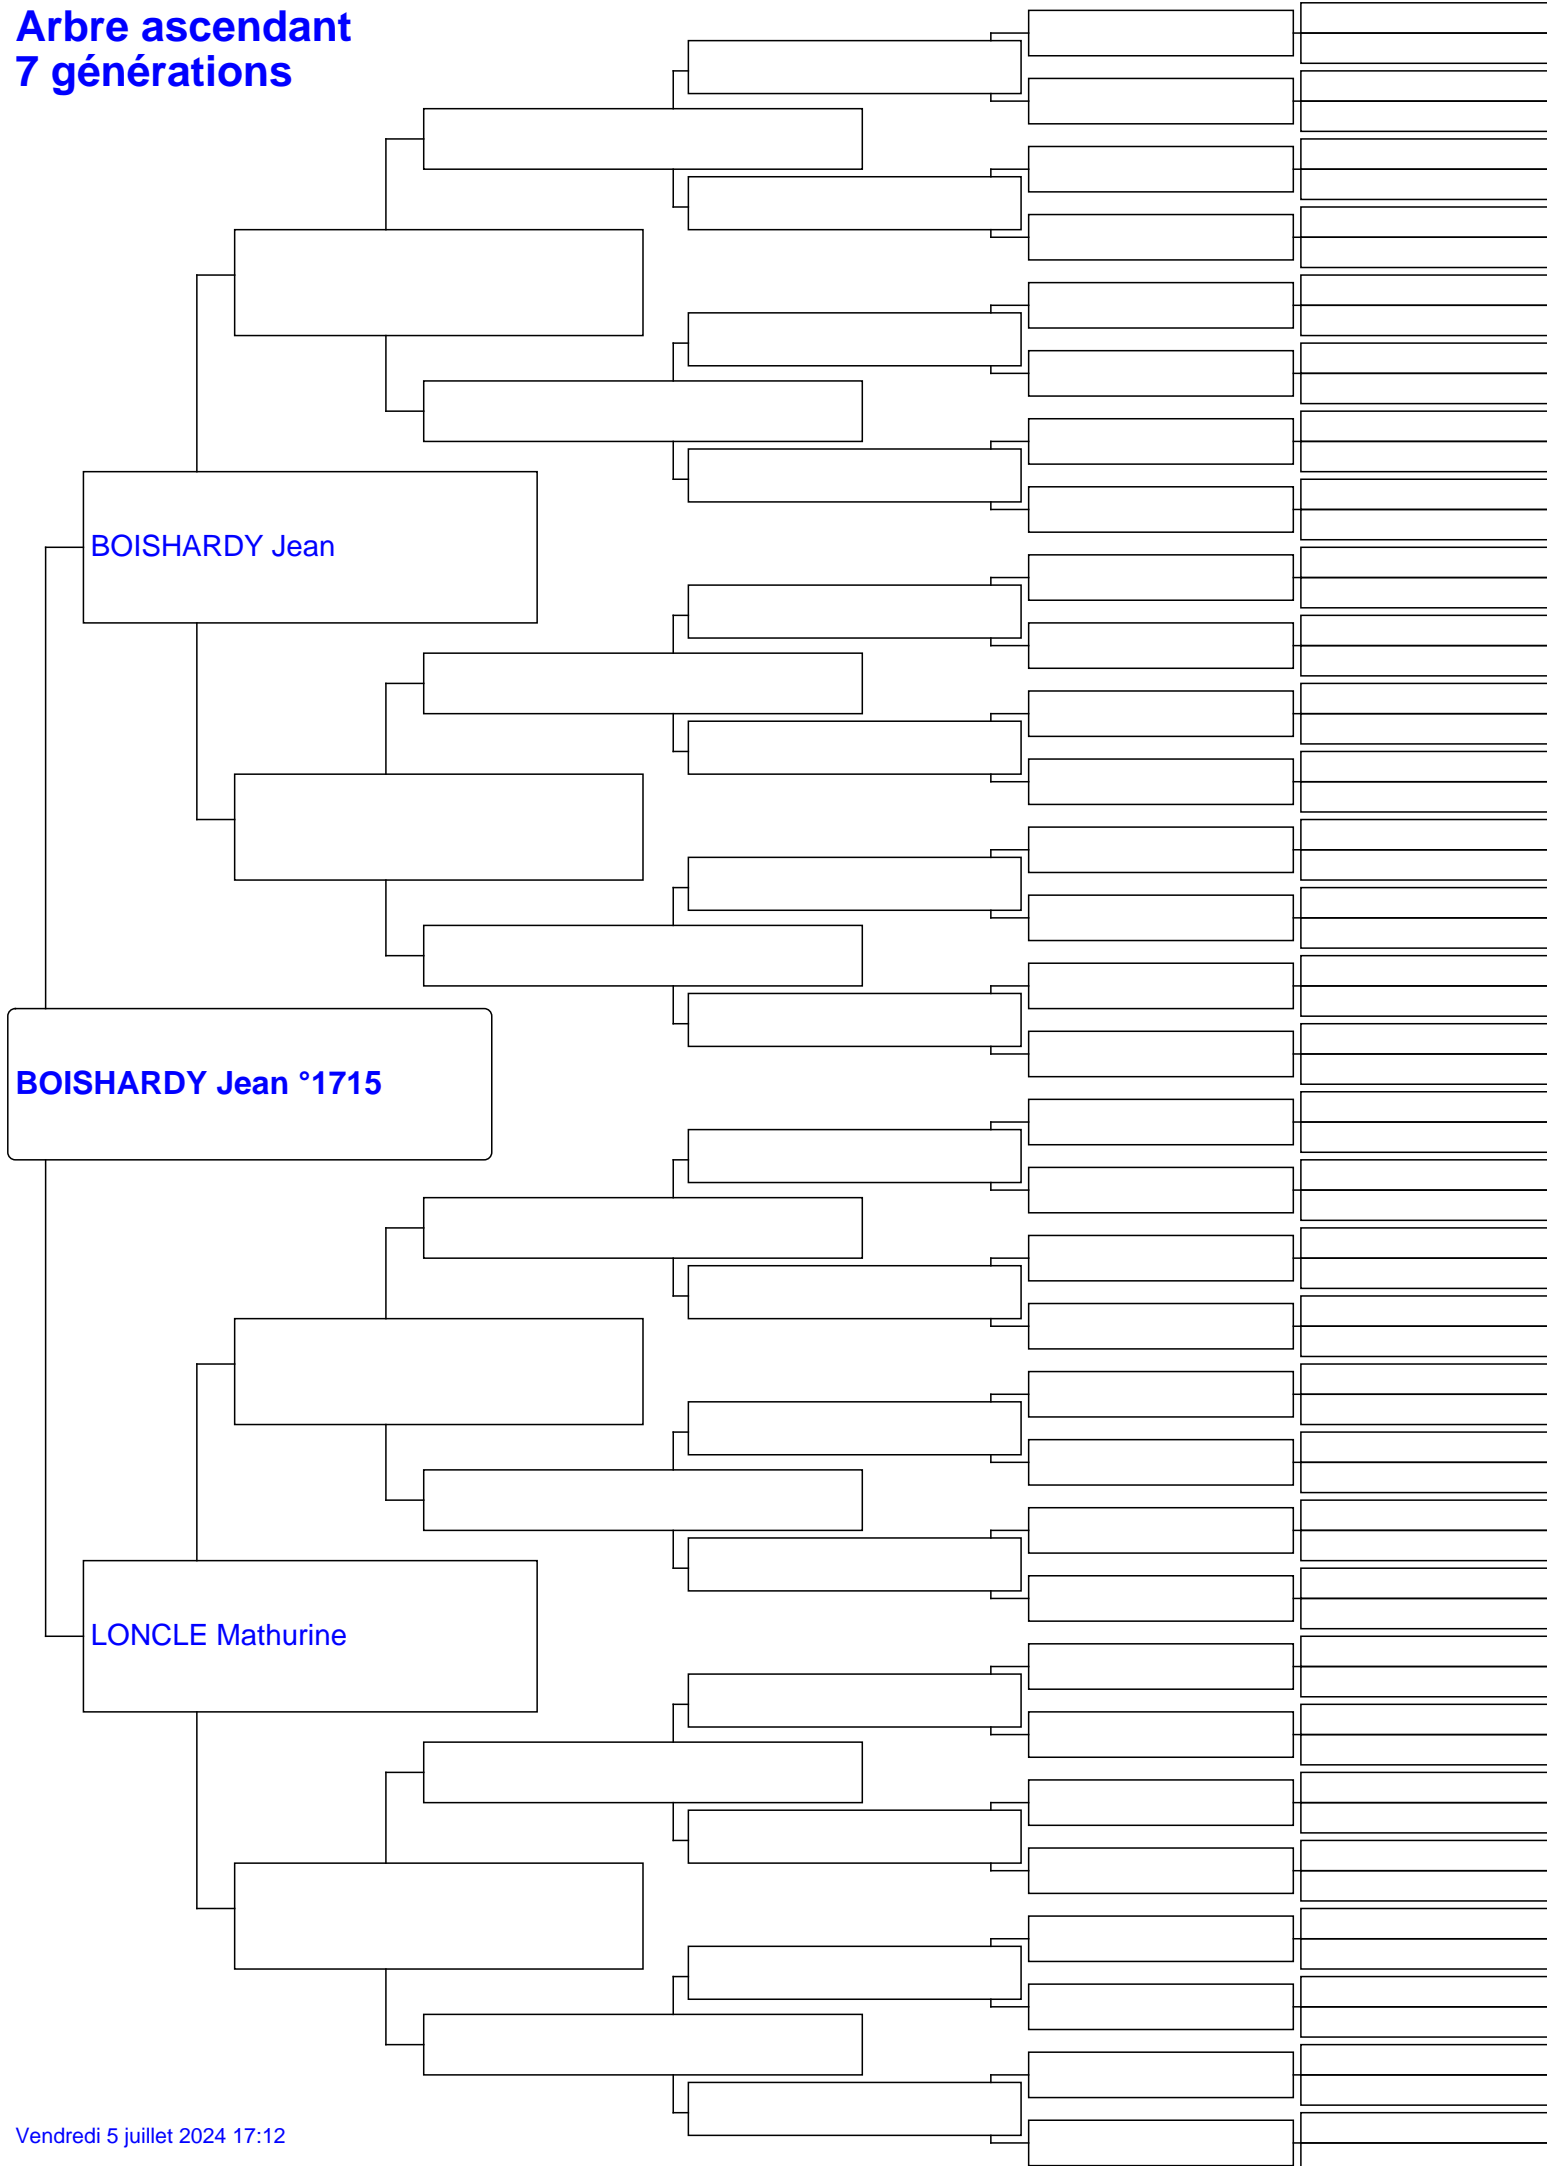 Arbre ascendant
7 générations
BOISHARDY Jean
BOISHARDY Jean °1715
LONCLE Mathurine
Vendredi 5 juillet 2024 17:12